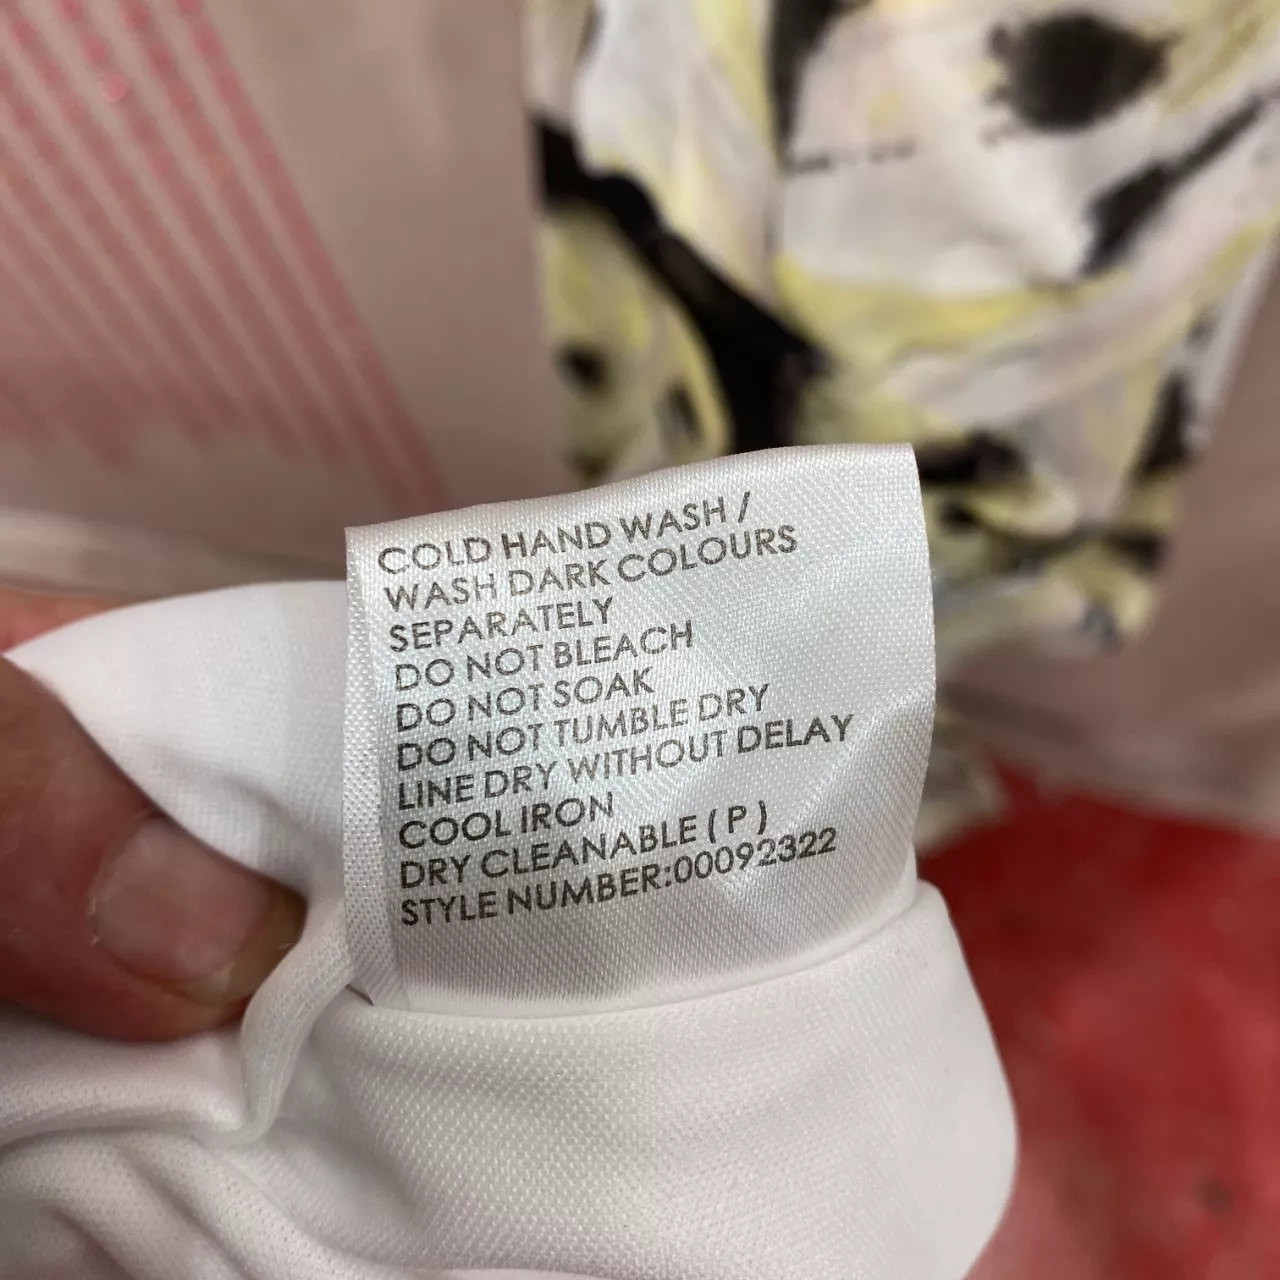 COLD HAND WASH /
WASH DARK COLOURS
SEPARATELY
DO NOT BLEACH
DO NOT SOAK
DO NOT TUMBLE DRY
LINE DRY WITHOUT DELAY
COOL IRON
DRY CLEANABLE ( P )
STYLE NUMBER:00092322